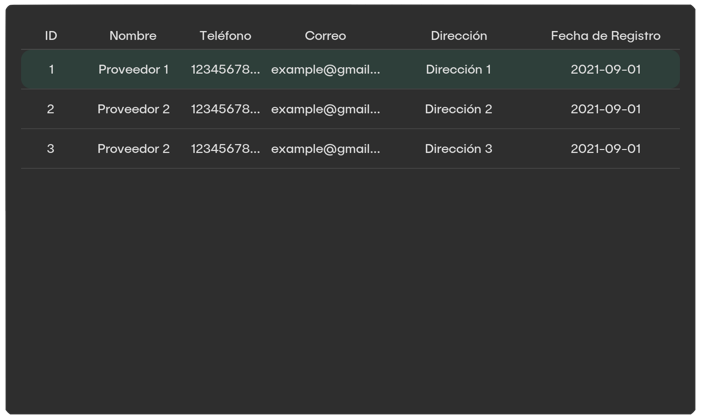 ID Nombre Teléfono Correo Dirección Fecha de Registro
1 Proveedor 1 12345678... example@gmail... Dirección 1 2021-09-01
2 Proveedor 2 12345678... example@gmail... Dirección 2 2021-09-01
3 Proveedor 2 12345678... example@gmail... Dirección 3 2021-09-01